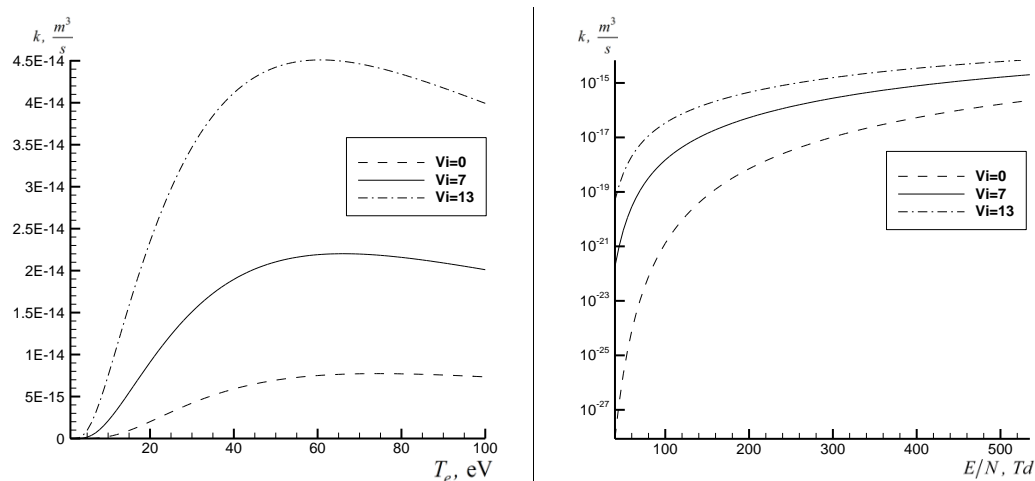 k, m³/s
4.5E-14
4E-14
3.5E-14
3E-14
2.5E-14
2E-14
1.5E-14
1E-14
5E-15
0
20
40
60
80
100
Vi=0
Vi=7
Vi=13
Tₑ, eV
k, m³/s
10⁻¹⁵
10⁻¹⁷
10⁻¹⁹
10⁻²¹
10⁻²³
10⁻²⁵
10⁻²⁷
100
200
300
400
500
Vi=0
Vi=7
Vi=13
E/N, Td